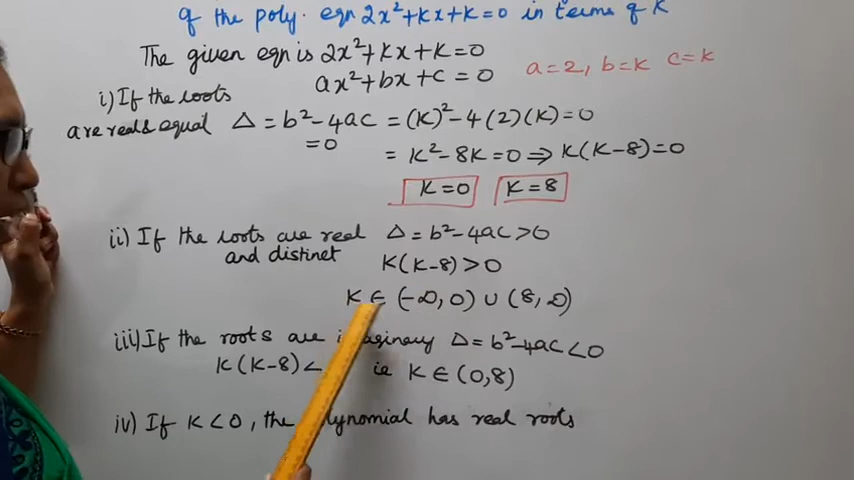 of the poly. eqn 2x²+kx+k=0 in terms of k
The given eqn is 2x²+kx+k=0
ax²+bx+c=0 a=2, b=k c=k
i) If the roots
are real & equal Δ=b²-4ac = (k)²-4(2)(k)=0
=0 = k²-8k=0 ⇒ k(k-8)=0
k=0 k=8
ii) If the roots are real Δ=b²-4ac>0
and distinct k(k-8)>0
k∈(-∞,0)∪(8,∞)
iii) If the roots are Δ=b²-4ac<0
k(k-8)< ie k∈(0,8)
iv) If k<0, the has real roots